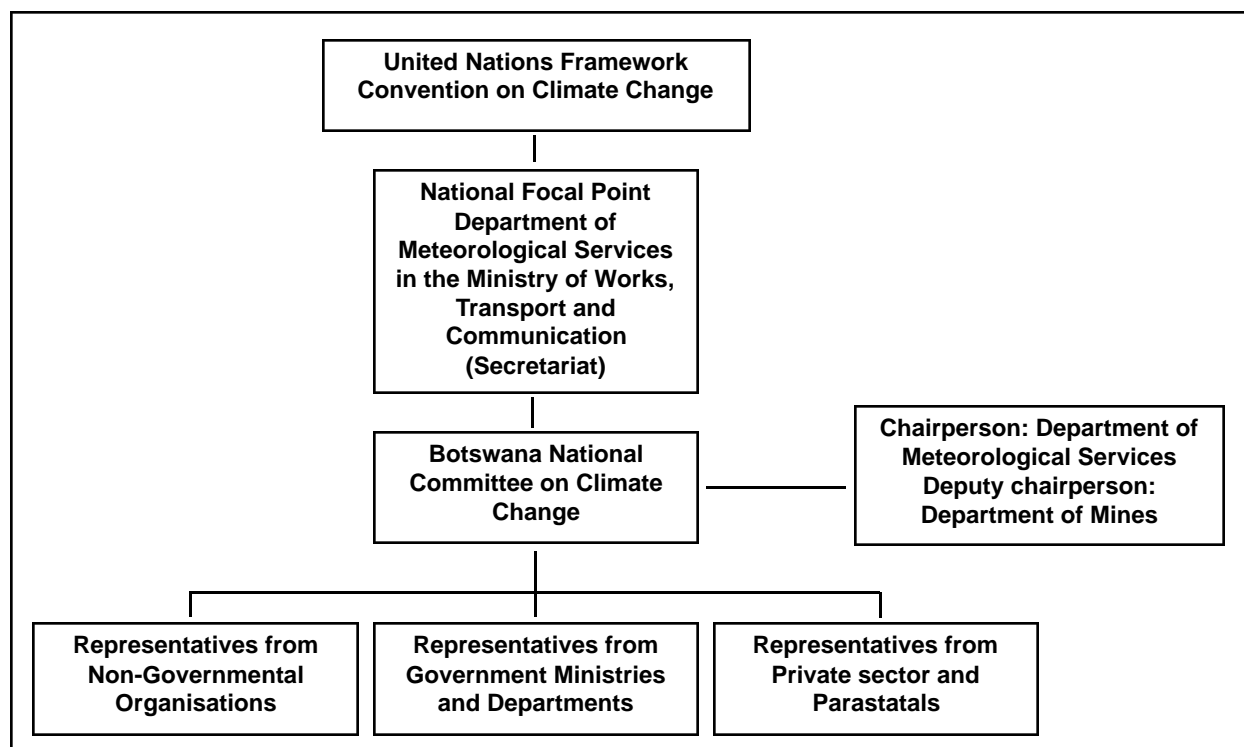 United Nations Framework
Convention on Climate Change
National Focal Point
Department of
Meteorological Services
in the Ministry of Works,
Transport and
Communication
(Secretariat)
Botswana National
Committee on Climate
Change
Chairperson: Department of
Meteorological Services
Deputy chairperson:
Department of Mines
Representatives from
Non-Governmental
Organisations
Representatives from
Government Ministries
and Departments
Representatives from
Private sector and
Parastatals